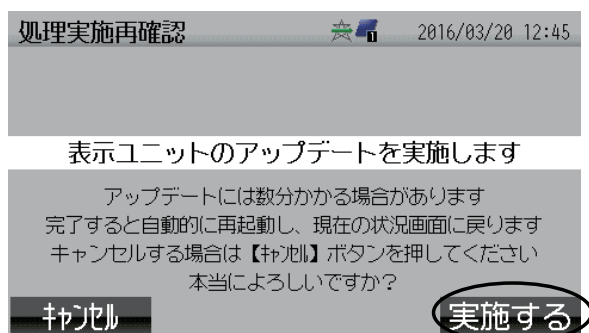 処理実施再確認 1 2016/03/20 12:45
表示ユニットのアップデートを実施します
アップデートには数分かかる場合があります
完了すると自動的に再起動し、現在の状況画面に戻ります
キャンセルする場合は【ｷｬﾝｾﾙ】ボタンを押してください
本当によろしいですか？
ｷｬﾝｾﾙ 実施する